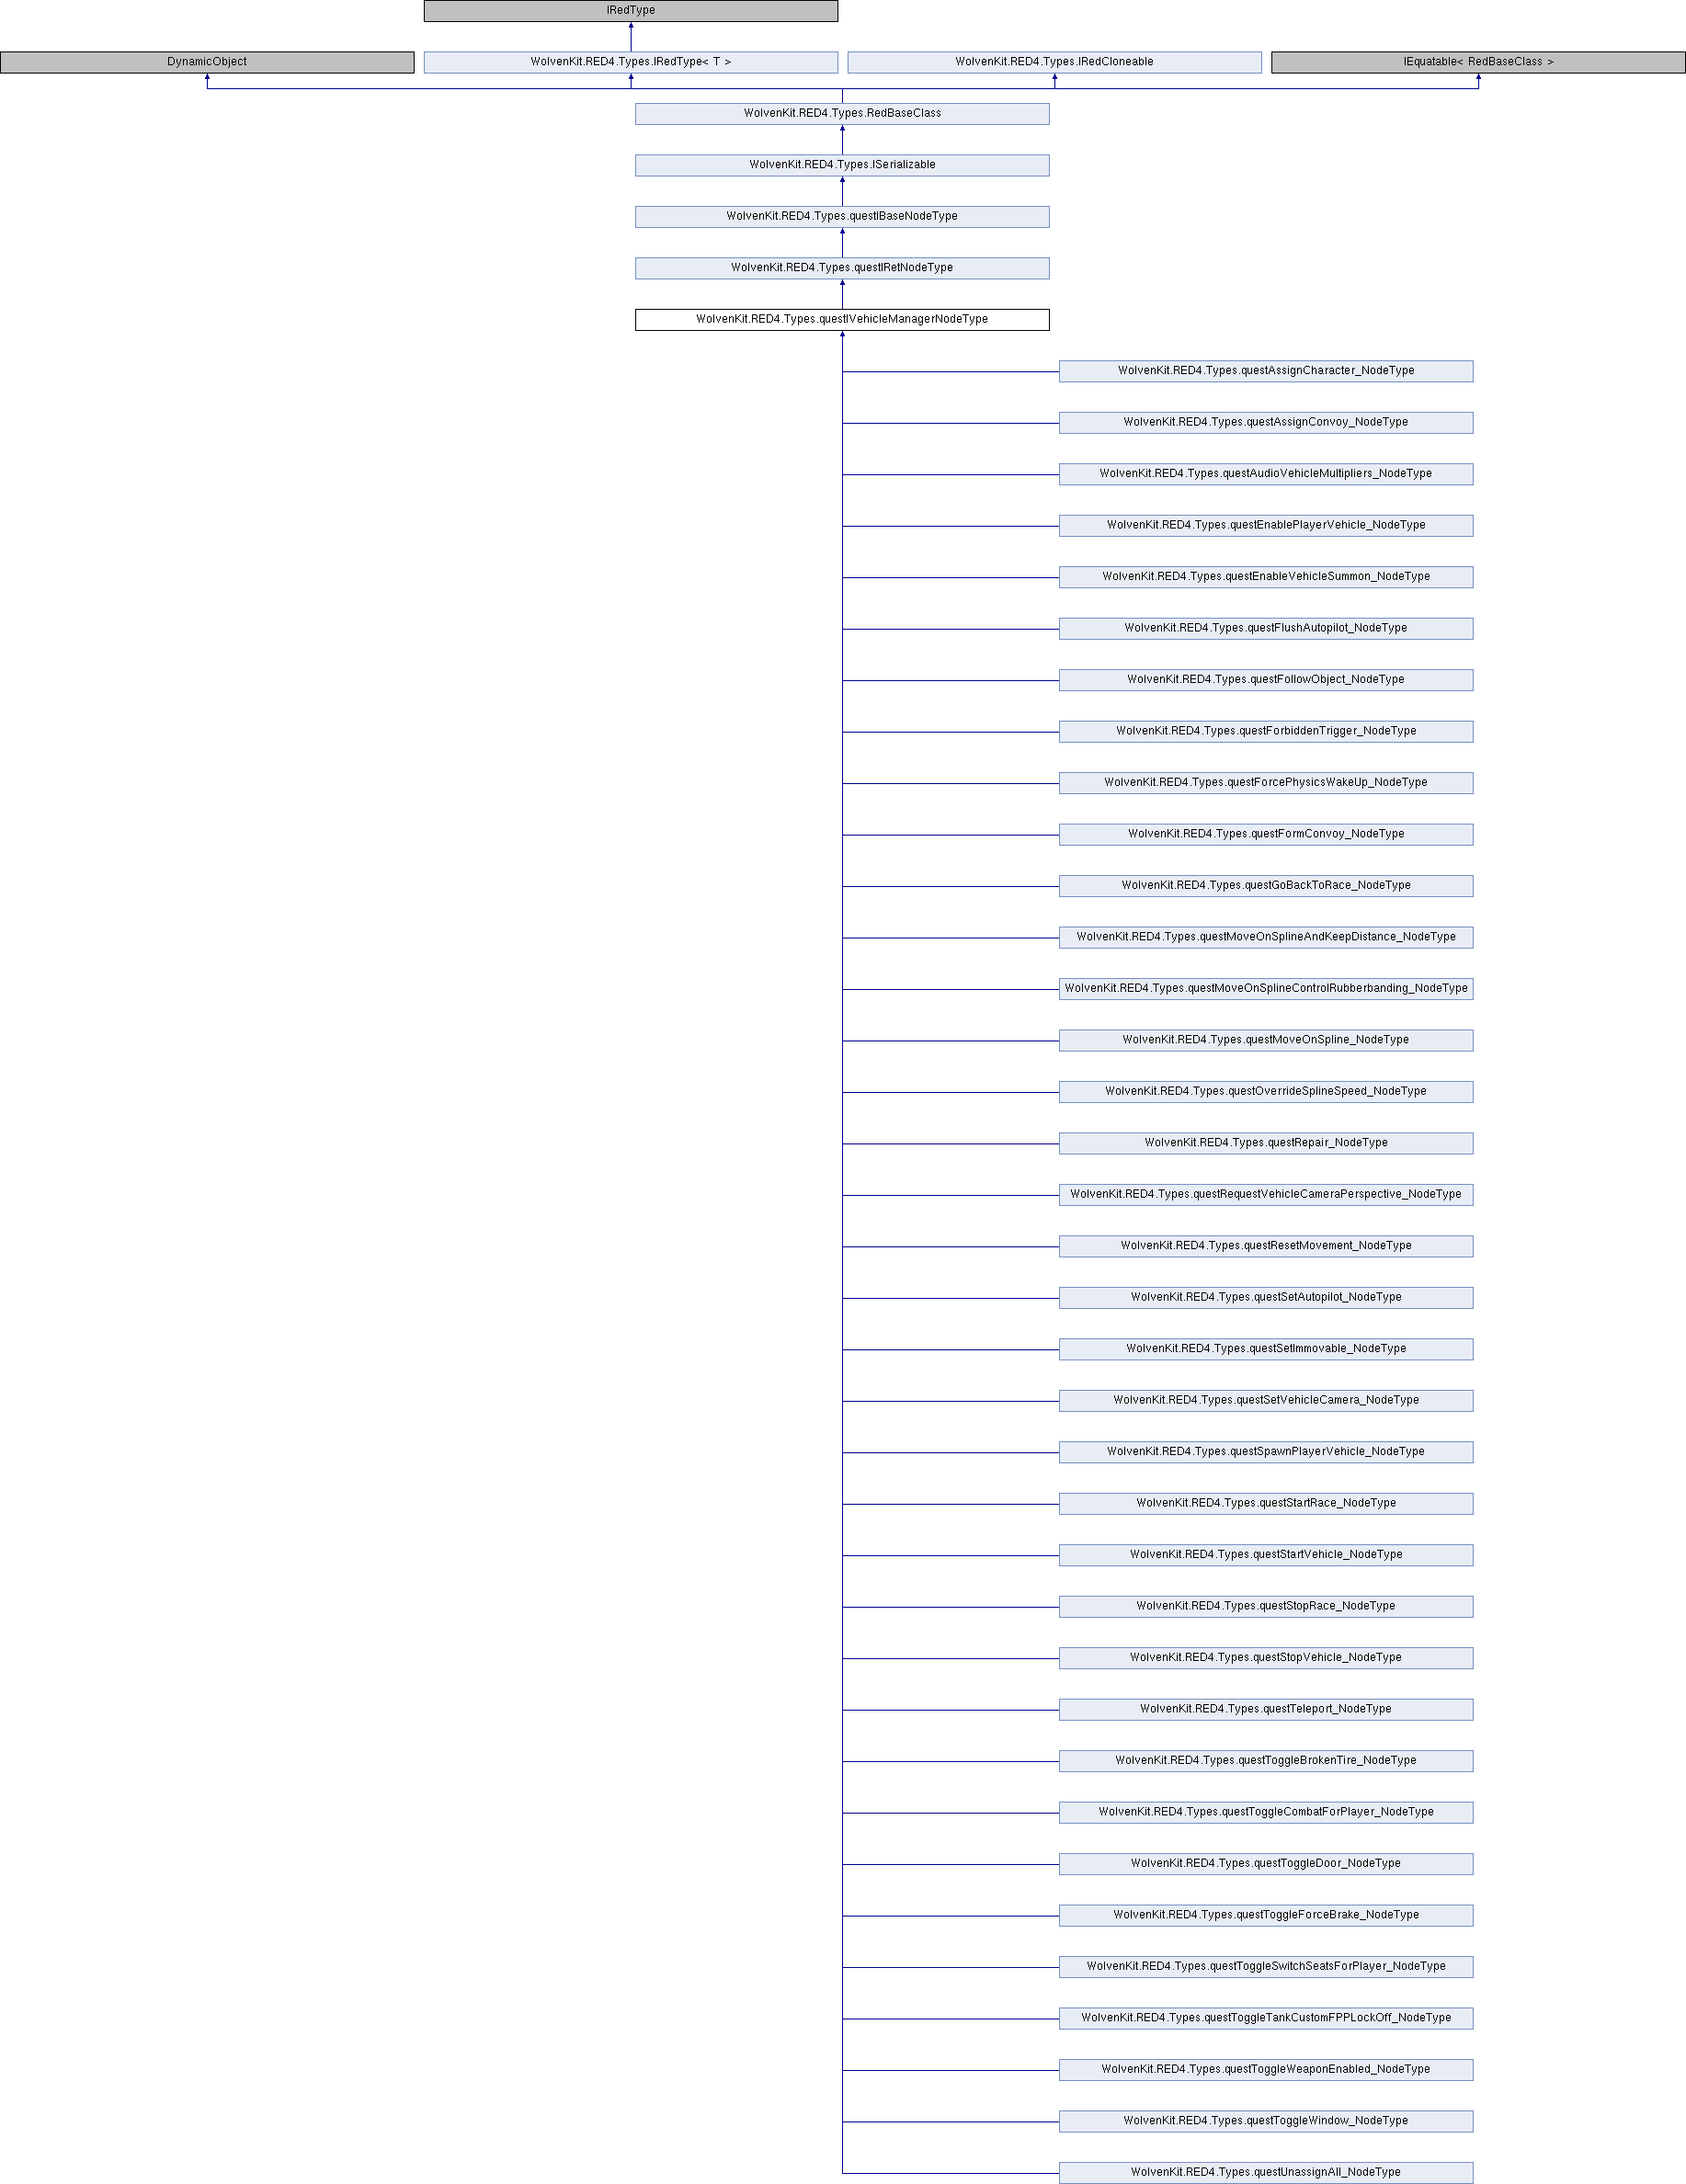 IRedType
DynamicObject
WolvenKit.RED4.Types.IRedType< T >
WolvenKit.RED4.Types.IRedCloneable
IEquatable< RedBaseClass >
WolvenKit.RED4.Types.RedBaseClass
WolvenKit.RED4.Types.ISerializable
WolvenKit.RED4.Types.questIBaseNodeType
WolvenKit.RED4.Types.questIRetNodeType
WolvenKit.RED4.Types.questIVehicleManagerNodeType
WolvenKit.RED4.Types.questAssignCharacter_NodeType
WolvenKit.RED4.Types.questAssignConvoy_NodeType
WolvenKit.RED4.Types.questAudioVehicleMultipliers_NodeType
WolvenKit.RED4.Types.questEnablePlayerVehicle_NodeType
WolvenKit.RED4.Types.questEnableVehicleSummon_NodeType
WolvenKit.RED4.Types.questFlushAutopilot_NodeType
WolvenKit.RED4.Types.questFollowObject_NodeType
WolvenKit.RED4.Types.questForbiddenTrigger_NodeType
WolvenKit.RED4.Types.questForcePhysicsWakeUp_NodeType
WolvenKit.RED4.Types.questFormConvoy_NodeType
WolvenKit.RED4.Types.questGoBackToRace_NodeType
WolvenKit.RED4.Types.questMoveOnSplineAndKeepDistance_NodeType
WolvenKit.RED4.Types.questMoveOnSplineControlRubberbanding_NodeType
WolvenKit.RED4.Types.questMoveOnSpline_NodeType
WolvenKit.RED4.Types.questOverrideSplineSpeed_NodeType
WolvenKit.RED4.Types.questRepair_NodeType
WolvenKit.RED4.Types.questRequestVehicleCameraPerspective_NodeType
WolvenKit.RED4.Types.questResetMovement_NodeType
WolvenKit.RED4.Types.questSetAutopilot_NodeType
WolvenKit.RED4.Types.questSetImmovable_NodeType
WolvenKit.RED4.Types.questSetVehicleCamera_NodeType
WolvenKit.RED4.Types.questSpawnPlayerVehicle_NodeType
WolvenKit.RED4.Types.questStartRace_NodeType
WolvenKit.RED4.Types.questStartVehicle_NodeType
WolvenKit.RED4.Types.questStopRace_NodeType
WolvenKit.RED4.Types.questStopVehicle_NodeType
WolvenKit.RED4.Types.questTeleport_NodeType
WolvenKit.RED4.Types.questToggleBrokenTire_NodeType
WolvenKit.RED4.Types.questToggleCombatForPlayer_NodeType
WolvenKit.RED4.Types.questToggleDoor_NodeType
WolvenKit.RED4.Types.questToggleForceBrake_NodeType
WolvenKit.RED4.Types.questToggleSwitchSeatsForPlayer_NodeType
WolvenKit.RED4.Types.questToggleTankCustomFPPLockOff_NodeType
WolvenKit.RED4.Types.questToggleWeaponEnabled_NodeType
WolvenKit.RED4.Types.questToggleWindow_NodeType
WolvenKit.RED4.Types.questUnassignAll_NodeType